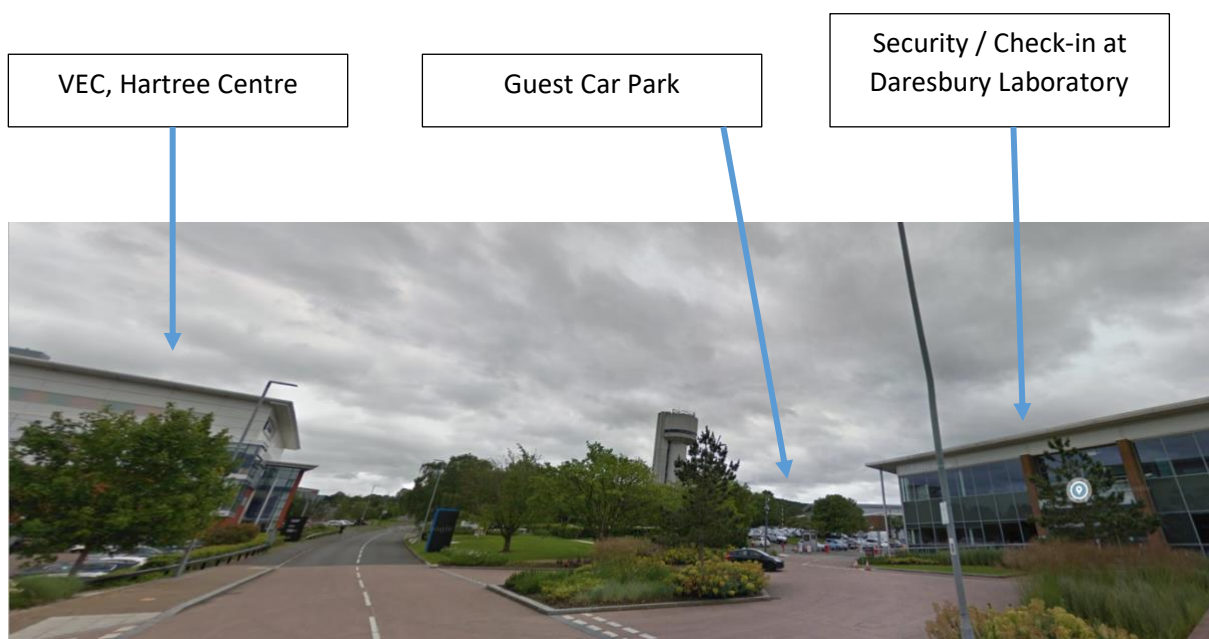 VEC, Hartree Centre
Guest Car Park
Security / Check-in at
Daresbury Laboratory